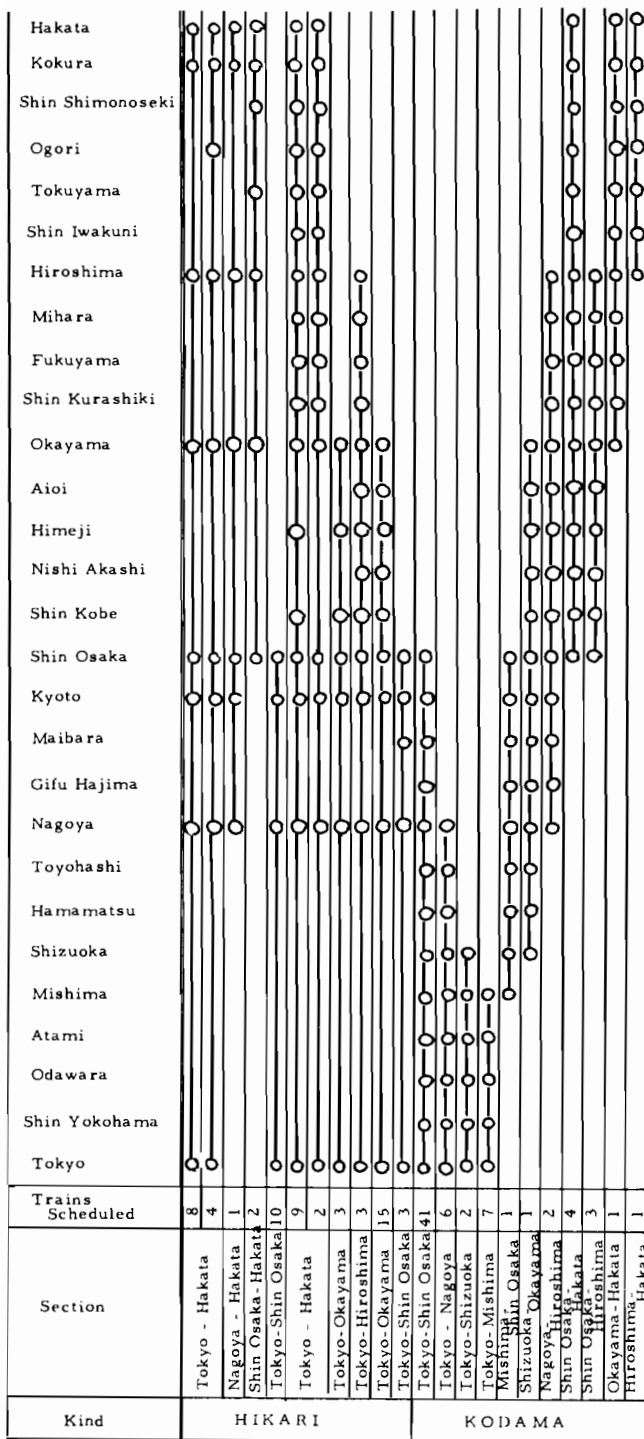 Hakata
Kokura
Shin Shimonoseki
Ogori
Tokuyama
Shin Iwakuni
Hiroshima
Mihara
Fukuyama
Shin Kurashiki
Okayama
Aioi
Himeji
Nishi Akashi
Shin Kobe
Shin Osaka
Kyoto
Maibara
Gifu Hajima
Nagoya
Toyohashi
Hamamatsu
Shizuoka
Mishima
Atami
Odawara
Shin Yokohama
Tokyo
Trains
Scheduled
8 4 1 2 10 9 2 3 3 15 3 41 6 2 7 1 1 2 4 3 1 1
Section
Tokyo - Hakata
Nagoya - Hakata
Shin Osaka-Hakata
Tokyo-Shin Osaka
Tokyo - Hakata
Tokyo-Okayama
Tokyo-Hiroshima
Tokyo-Okayama
Tokyo-Shin Osaka
Tokyo-Shin Osaka
Tokyo - Nagoya
Tokyo-Shizuoka
Tokyo-Mishima
Mishima-
Shin Osaka
Shizuoka-
Okayama
Nagoya-
Hiroshima
Shin Osaka-
Hakata
Shin Osaka-
Hiroshima
Okayama-Hakata
Hiroshima-
Hakata
Kind
HIKARI
KODAMA